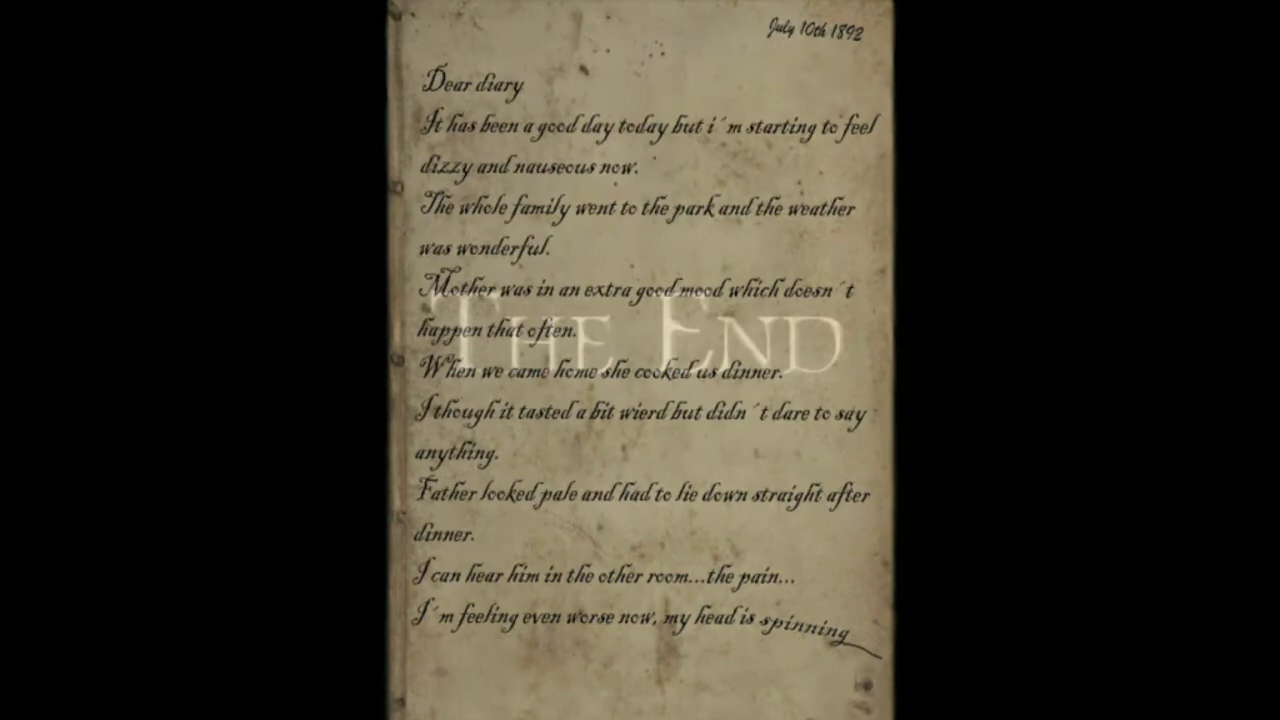 July 10th 1892
Dear diary
It has been a good day today but i´m starting to feel
dizzy and nauseous now.
The whole family went to the park and the weather
was wonderful.
Mother was in an extra good mood which doesn´t
happen that often.
The End
When we came home she cooked us dinner.
I though it tasted a bit wierd but didn´t dare to say
anything.
Father looked pale and had to lie down straight after
dinner.
I can hear him in the other room...the pain...
I´m feeling even worse now, my head is spinning